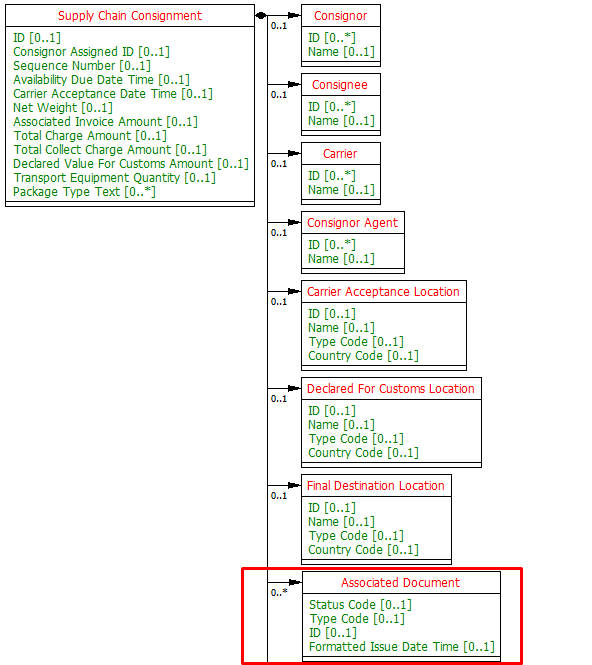 Supply Chain Consignment
ID [0..1]
Consignor Assigned ID [0..1]
Sequence Number [0..1]
Availability Due Date Time [0..1]
Carrier Acceptance Date Time [0..1]
Net Weight [0..1]
Associated Invoice Amount [0..1]
Total Charge Amount [0..1]
Total Collect Charge Amount [0..1]
Declared Value For Customs Amount [0..1]
Transport Equipment Quantity [0..1]
Package Type Text [0..*]
0..1
Consignor
ID [0..*]
Name [0..1]
0..1
Consignee
ID [0..*]
Name [0..1]
0..1
Carrier
ID [0..*]
Name [0..1]
0..1
Consignor Agent
ID [0..*]
Name [0..1]
0..1
Carrier Acceptance Location
ID [0..1]
Name [0..1]
Type Code [0..1]
Country Code [0..1]
0..1
Declared For Customs Location
ID [0..1]
Name [0..1]
Type Code [0..1]
Country Code [0..1]
0..1
Final Destination Location
ID [0..1]
Name [0..1]
Type Code [0..1]
Country Code [0..1]
0..*
Associated Document
Status Code [0..1]
Type Code [0..1]
ID [0..1]
Formatted Issue Date Time [0..1]